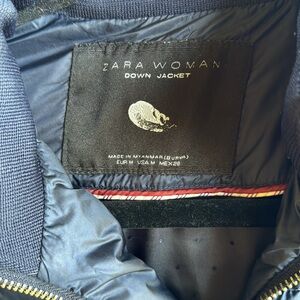 ZARA WOMAN
DOWN JACKET
MADE IN MYANMAR (BURMA)
EUR M USA M MEX 28